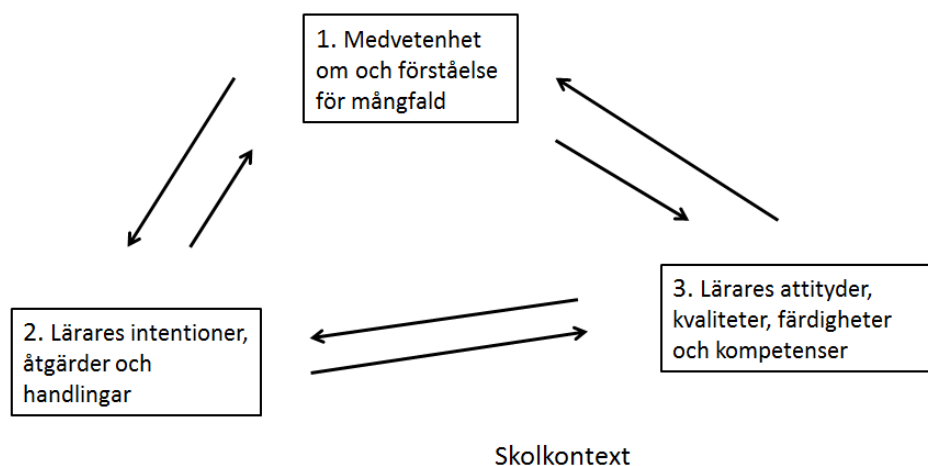 1. Medvetenhet
om och förståelse
för mångfald
2. Lärares intentioner,
åtgärder och
handlingar
3. Lärares attityder,
kvaliteter, färdigheter
och kompetenser
Skolkontext